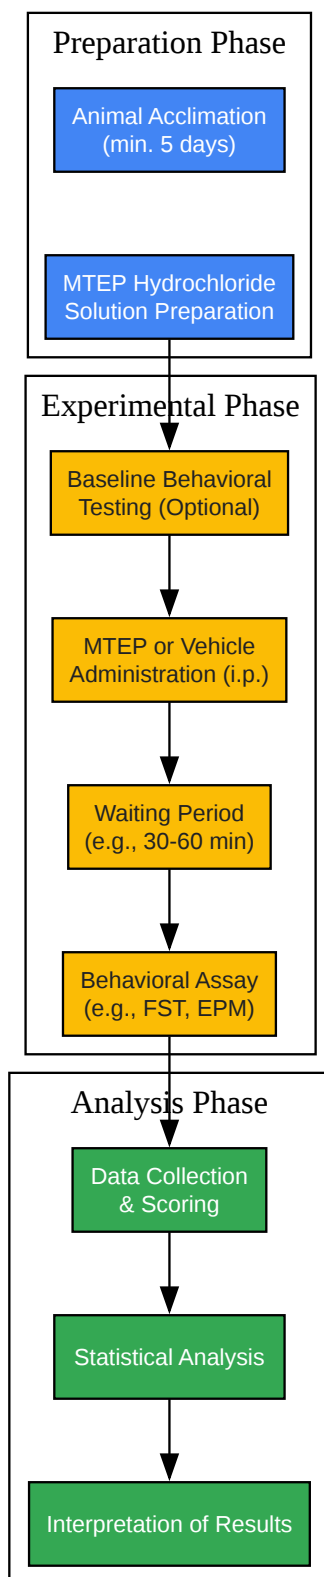 Preparation Phase
Animal Acclimation
(min. 5 days)
MTEP Hydrochloride
Solution Preparation
Experimental Phase
Baseline Behavioral
Testing (Optional)
MTEP or Vehicle
Administration (i.p.)
Waiting Period
(e.g., 30-60 min)
Behavioral Assay
(e.g., FST, EPM)
Analysis Phase
Data Collection
& Scoring
Statistical Analysis
Interpretation of Results